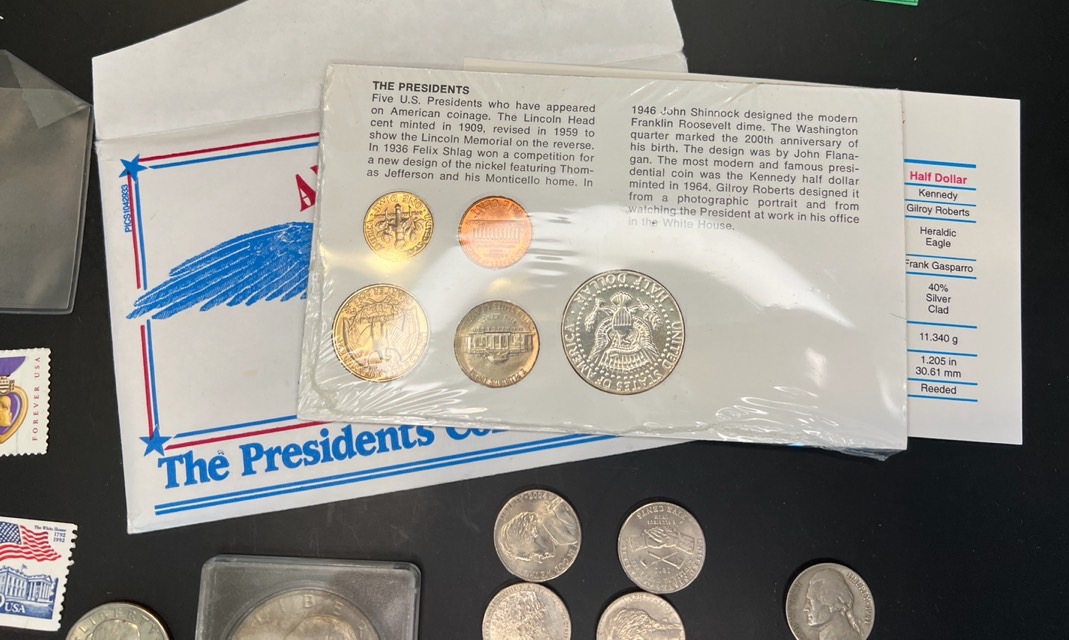 THE PRESIDENTS
Five U.S. Presidents who have appeared
on American coinage. The Lincoln Head
cent minted in 1909, revised in 1959 to
show the Lincoln Memorial on the reverse.
In 1936 Felix Shlag won a competition for
a new design of the nickel featuring Thom-
as Jefferson and his Monticello home. In
1946 John Shinnock designed the modern
Franklin Roosevelt dime. The Washington
quarter marked the 200th anniversary of
his birth. The design was by John Flana-
gan. The most modern and famous presi-
dential coin was the Kennedy half dollar
minted in 1964. Gilroy Roberts designed it
from a photographic portrait and from
watching the President at work in his office
in the White House.
Half Dollar
Kennedy
Gilroy Roberts
Heraldic
Eagle
Frank Gasparro
40%
Silver
Clad
11.340 g
1.205 in
30.61 mm
Reeded
UNITED STATES OF AMERICA
HALF DOLLAR
The Presidents
FOREVER USA
The White House
1792
1992
USA
LIBERTY